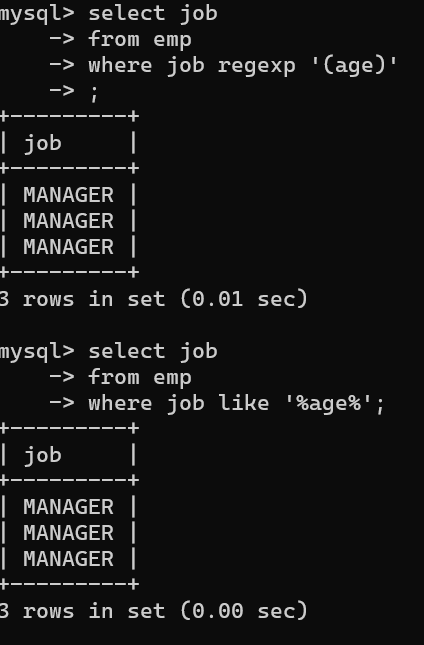 mysql> select job
    -> from emp
    -> where job regexp '(age)'
    -> ;
+---------+
| job     |
+---------+
| MANAGER |
| MANAGER |
| MANAGER |
+---------+
3 rows in set (0.01 sec)

mysql> select job
    -> from emp
    -> where job like '%age%';
+---------+
| job     |
+---------+
| MANAGER |
| MANAGER |
| MANAGER |
+---------+
3 rows in set (0.00 sec)